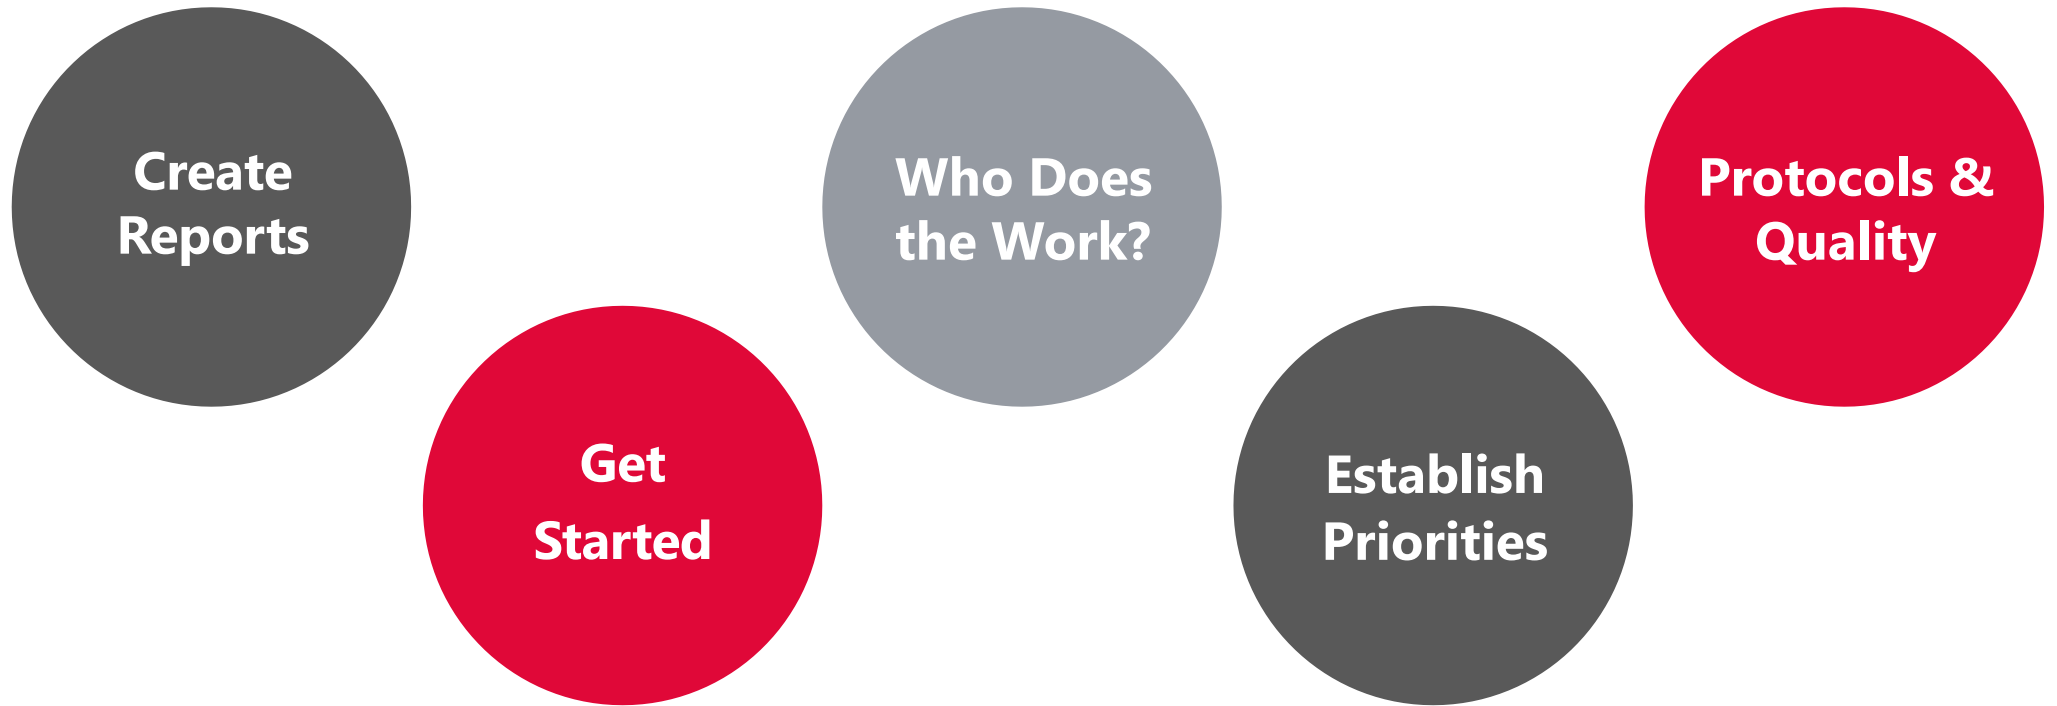 Create
Reports
Get
Started
Who Does
the Work?
Establish
Priorities
Protocols &
Quality